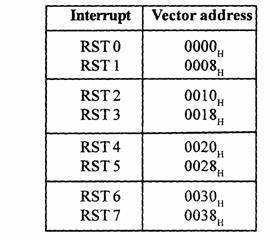 Interrupt Vector address
RST 0 0000H
RST 1 0008H
RST 2 0010H
RST 3 0018H
RST 4 0020H
RST 5 0028H
RST 6 0030H
RST 7 0038H